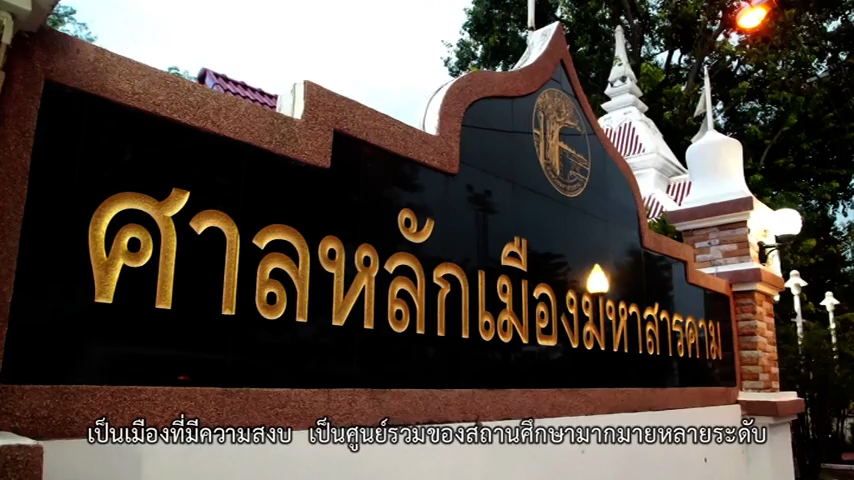 ศาลหลักเมืองมหาสารคาม
เป็นเมืองที่มีความสงบ เป็นศูนย์รวมของสถานศึกษามากมายหลายระดับ